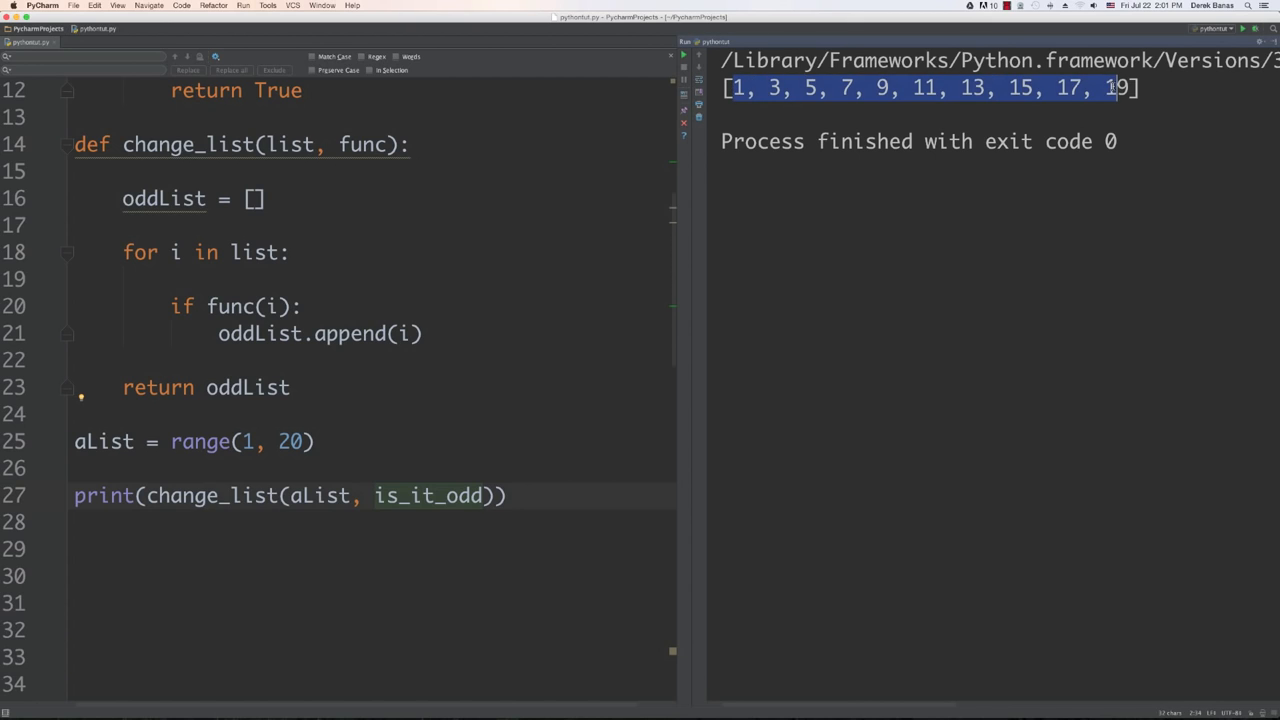 PyCharm File Edit View Navigate Code Refactor Run Tools VCS Window Help
10 Fri Jul 22 2:01 PM Derek Banas
pythontut.py - PycharmProjects - [~/PycharmProjects]
PycharmProjects pythontut.py pythontut
pythontut.py
Run pythontut
Match Case Regex Words
Replace Replace all Exclude Preserve Case In Selection
12 return True
13
14 def change_list(list, func):
15
16 oddList = []
17
18 for i in list:
19
20 if func(i):
21 oddList.append(i)
22
23 return oddList
24
25 aList = range(1, 20)
26
27 print(change_list(aList, is_it_odd))
28
29
30
31
32
33
34
/Library/Frameworks/Python.framework/Versions/3
[1, 3, 5, 7, 9, 11, 13, 15, 17, 19]
Process finished with exit code 0
37 chars 2:34 LF‡ UTF-8‡